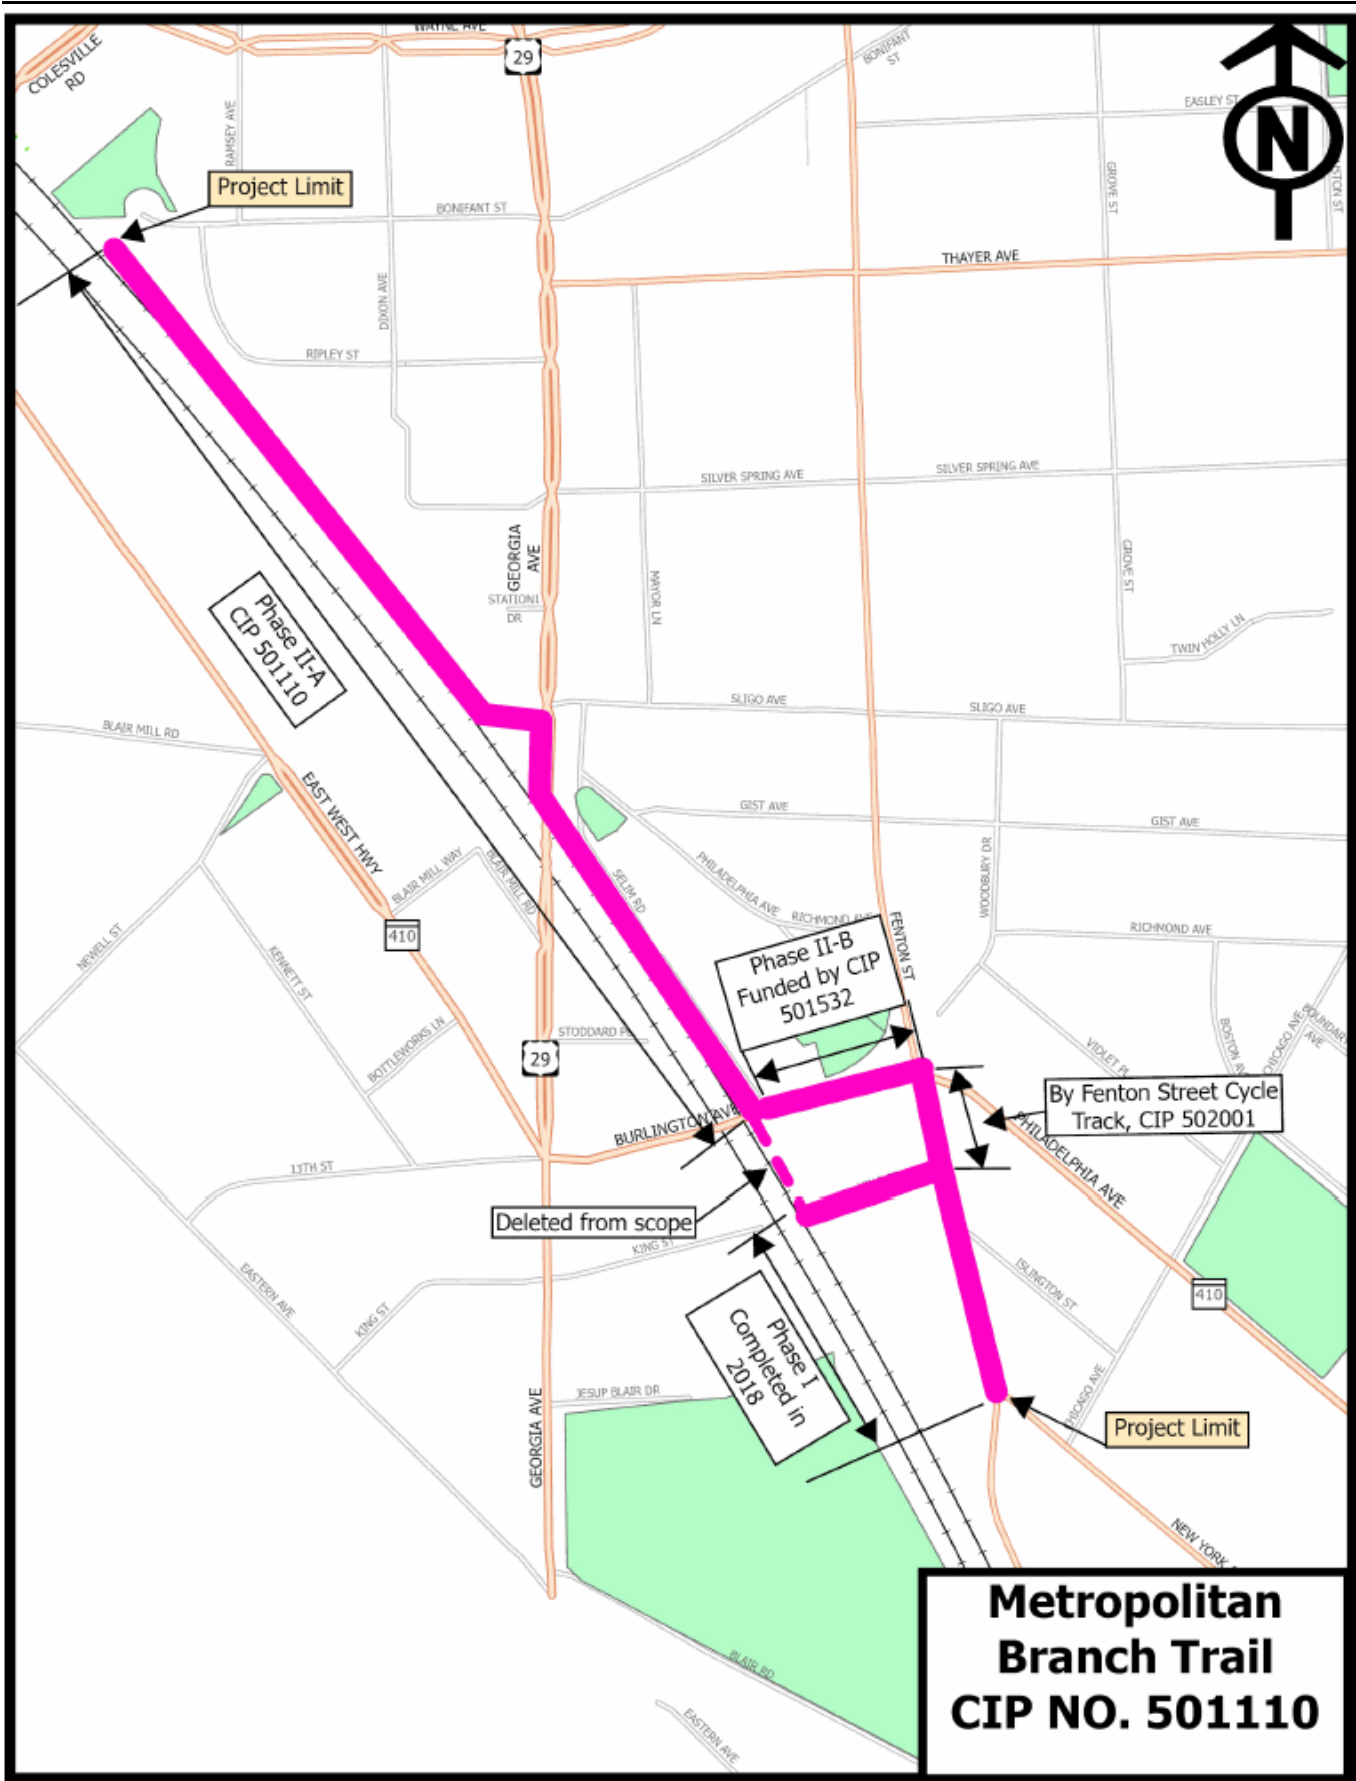 WAYNE AVE
COLESVILLE
RD
29
BONIFANT
ST
EASLEY ST
N
RAMSEY AVE
Project Limit
GROVE ST
BONIFANT ST
THAYER AVE
DIXON AVE
RIPLEY ST
SILVER SPRING AVE
SILVER SPRING AVE
GEORGIA
AVE
GROVE ST
MAYOR LN
STATION1
DR
Phase II-A
CIP 501110
TWIN HOLLY LN
SLIGO AVE
SLIGO AVE
BLAIR MILL RD
EAST WEST HWY
GIST AVE
GIST AVE
BLAIR MILL WAY
BLAIR MILL RD
SELIM RD
PHILADELPHIA AVE
WOODBURY DR
RICHMOND AVE
RICHMOND AVE
FENTON ST
410
NEWELL ST
KENNETT ST
Phase II-B
Funded by CIP
501532
BOTTLEWORKS LN
29
STODDARD PL
VIOLET PL
BOSTON AVE
CHICAGO AVE
BOUNDARY
AVE
By Fenton Street Cycle
Track, CIP 502001
BURLINGTON AVE
PHILADELPHIA AVE
13TH ST
Deleted from scope
KING ST
EASTERN AVE
KING ST
ISLINGTON ST
410
Phase I
Completed in
2018
JESUP BLAIR DR
CHICAGO AVE
GEORGIA AVE
Project Limit
NEW YORK
BLAIR RD
EASTERN AVE
Metropolitan
Branch Trail
CIP NO. 501110